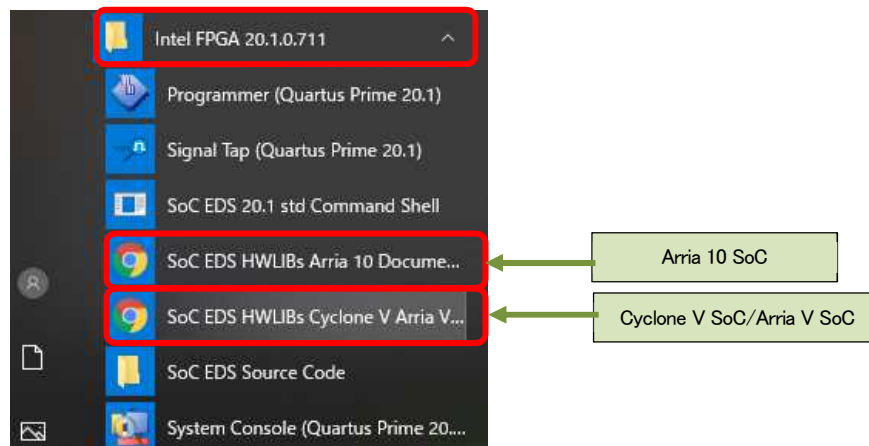 Intel FPGA 20.1.0.711
Programmer (Quartus Prime 20.1)
Signal Tap (Quartus Prime 20.1)
SoC EDS 20.1 std Command Shell
SoC EDS HWLIBs Arria 10 Docume...
Arria 10 SoC
SoC EDS HWLIBs Cyclone V Arria V...
Cyclone V SoC/Arria V SoC
SoC EDS Source Code
System Console (Quartus Prime 20....